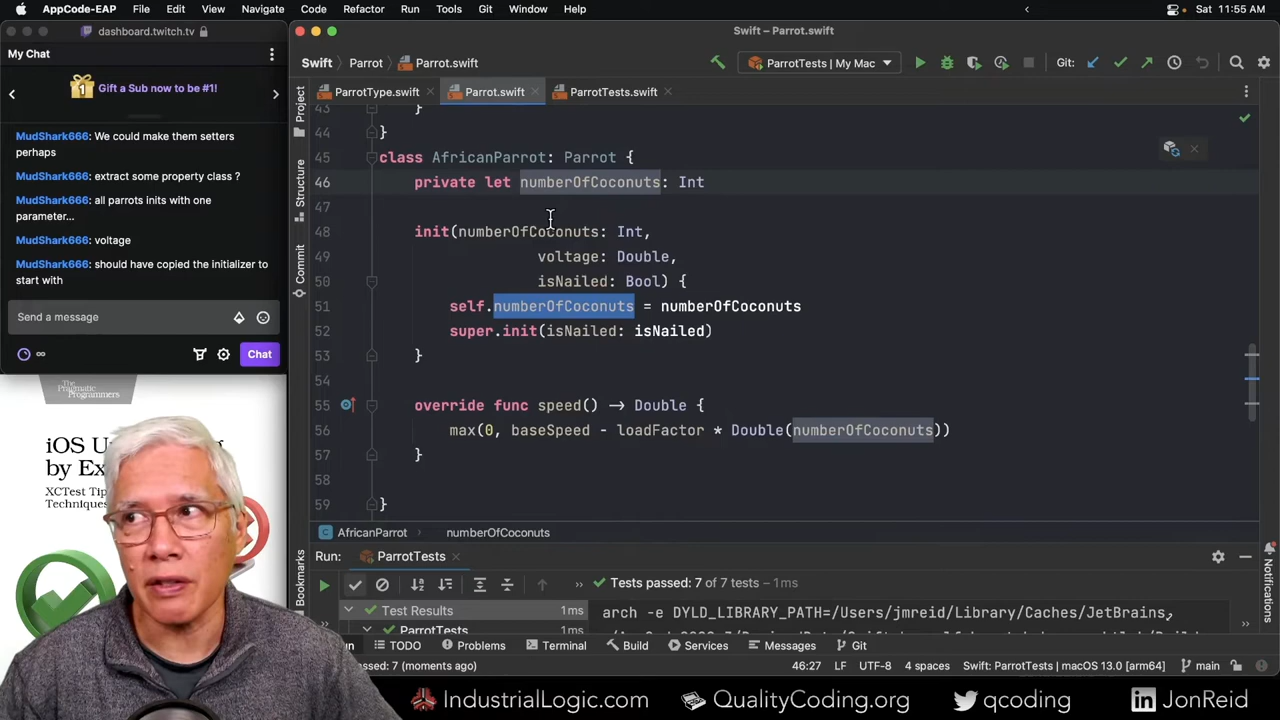 AppCode-EAP File Edit View Navigate Code Refactor Run Tools Git Window Help Sat 11:55 AM
dashboard.twitch.tv
My Chat
1 Gift a Sub now to be #1!
MudShark666: We could make them setters
perhaps
MudShark666: extract some property class ?
MudShark666: all parrots inits with one
parameter...
MudShark666: voltage
MudShark666: should have copied the initializer to
start with
Send a message
Chat
The Pragmatic
Programmers
Swift – Parrot.swift
Swift Parrot Parrot.swift ParrotTests | My Mac Git:
ParrotType.swift Parrot.swift ParrotTests.swift
Project
Structure
Commit
Bookmarks
Notifications
43 }
44 }
45 class AfricanParrot: Parrot {
46 private let numberOfCoconuts: Int
47
48 init(numberOfCoconuts: Int,
49 voltage: Double,
50 isNailed: Bool) {
51 self.numberOfCoconuts = numberOfCoconuts
52 super.init(isNailed: isNailed)
53 }
54
55 override func speed() → Double {
56 max(0, baseSpeed - loadFactor * Double(numberOfCoconuts))
57 }
58
59 }
AfricanParrot numberOfCoconuts
Run: ParrotTests
Tests passed: 7 of 7 tests – 1ms
Test Results 1ms
ParrotTests 1ms
arch -e DYLD_LIBRARY_PATH=/Users/jmreid/Library/Caches/JetBrains
TODO Problems Terminal Build Services Messages Git
passed: 7 (moments ago) 46:27 LF UTF-8 4 spaces Swift: ParrotTests | macOS 13.0 [arm64] main
IndustrialLogic.com QualityCoding.org qcoding JonReid
iOS U
by Ex
XCTest Tip
Techniques